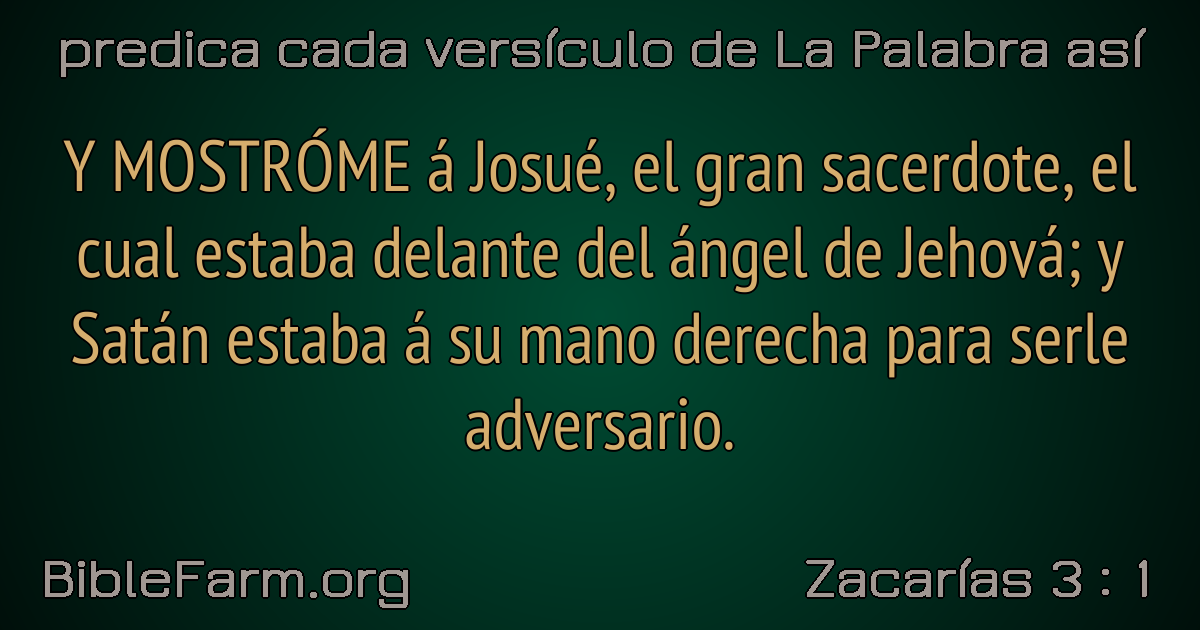 predica cada versículo de La Palabra así
Y MOSTRÓME á Josué, el gran sacerdote, el
cual estaba delante del ángel de Jehová; y
Satán estaba á su mano derecha para serle
adversario.
BibleFarm.org
Zacarías 3 : 1